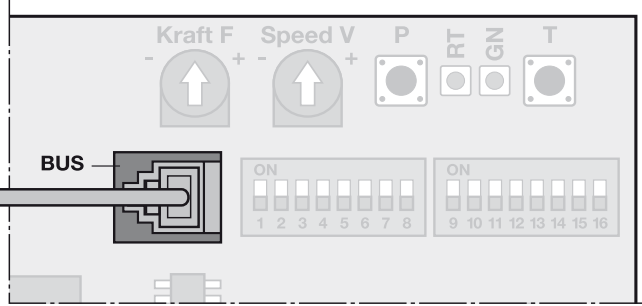 Kraft F Speed V P RT GN T
- + - +
BUS
ON ON
1 2 3 4 5 6 7 8 9 10 11 12 13 14 15 16